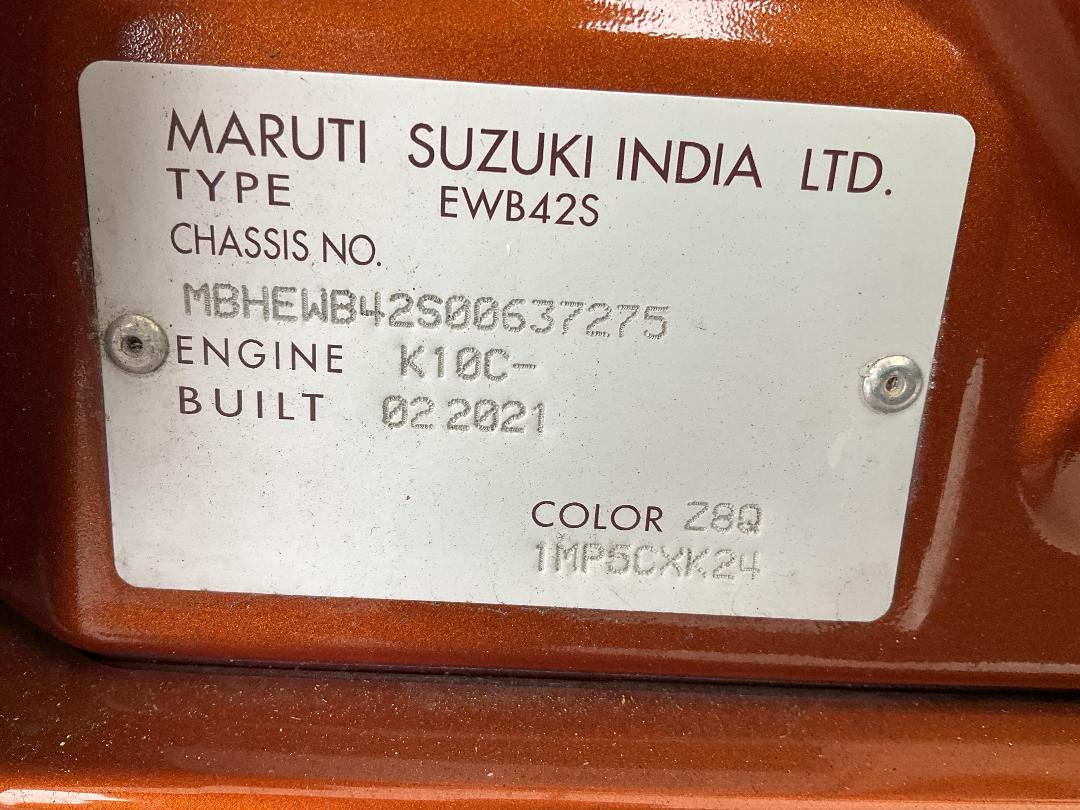 MARUTI SUZUKI INDIA LTD.
TYPE EWB42S
CHASSIS NO.
MBHEWB42S00637275
ENGINE K10C-
BUILT 02 2021
COLOR Z8Q
1MP5CXK24